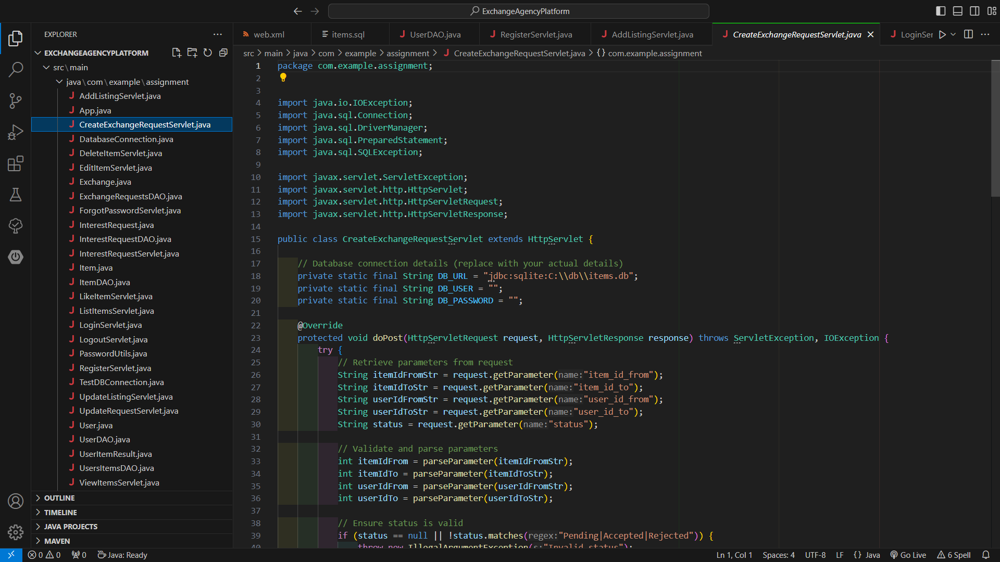 ExchangeAgencyPlatform
EXPLORER
EXCHANGEAGENCYPLATFORM
src\main
java\com\example\assignment
AddListingServlet.java
App.java
CreateExchangeRequestServlet.java
DatabaseConnection.java
DeleteItemServlet.java
EditItemServlet.java
Exchange.java
ExchangeRequestsDAO.java
ForgotPasswordServlet.java
InterestRequest.java
InterestRequestDAO.java
InterestRequestServlet.java
Item.java
ItemDAO.java
LikeItemServlet.java
ListItemsServlet.java
LoginServlet.java
LogoutServlet.java
PasswordUtils.java
RegisterServlet.java
TestDBConnection.java
UpdateListingServlet.java
UpdateRequestServlet.java
User.java
UserDAO.java
UserItemResult.java
UsersItemsDAO.java
ViewItemsServlet.java
OUTLINE
TIMELINE
JAVA PROJECTS
MAVEN
web.xml items.sql UserDAO.java RegisterServlet.java AddListingServlet.java CreateExchangeRequestServlet.java LoginSer
src > main > java > com > example > assignment > CreateExchangeRequestServlet.java > {} com.example.assignment
1 package com.example.assignment;
2
3
4 import java.io.IOException;
5 import java.sql.Connection;
6 import java.sql.DriverManager;
7 import java.sql.PreparedStatement;
8 import java.sql.SQLException;
9
10 import javax.servlet.ServletException;
11 import javax.servlet.http.HttpServlet;
12 import javax.servlet.http.HttpServletRequest;
13 import javax.servlet.http.HttpServletResponse;
14
15 public class CreateExchangeRequestServlet extends HttpServlet {
16
17 // Database connection details (replace with your actual details)
18 private static final String DB_URL = "jdbc:sqlite:C:\\db\\items.db";
19 private static final String DB_USER = "";
20 private static final String DB_PASSWORD = "";
21
22 @Override
23 protected void doPost(HttpServletRequest request, HttpServletResponse response) throws ServletException, IOException {
24 try {
25 // Retrieve parameters from request
26 String itemIdFromStr = request.getParameter(name:"item_id_from");
27 String itemIdToStr = request.getParameter(name:"item_id_to");
28 String userIdFromStr = request.getParameter(name:"user_id_from");
29 String userIdToStr = request.getParameter(name:"user_id_to");
30 String status = request.getParameter(name:"status");
31
32 // Validate and parse parameters
33 int itemIdFrom = parseParameter(itemIdFromStr);
34 int itemIdTo = parseParameter(itemIdToStr);
35 int userIdFrom = parseParameter(userIdFromStr);
36 int userIdTo = parseParameter(userIdToStr);
37
38 // Ensure status is valid
39 if (status == null || !status.matches(regex:"Pending|Accepted|Rejected")) {
40 throw new IllegalArgumentException(s:"Invalid status");
0 0 0 Java: Ready Ln 1, Col 1 Spaces: 4 UTF-8 LF {} Java Go Live 6 Spell